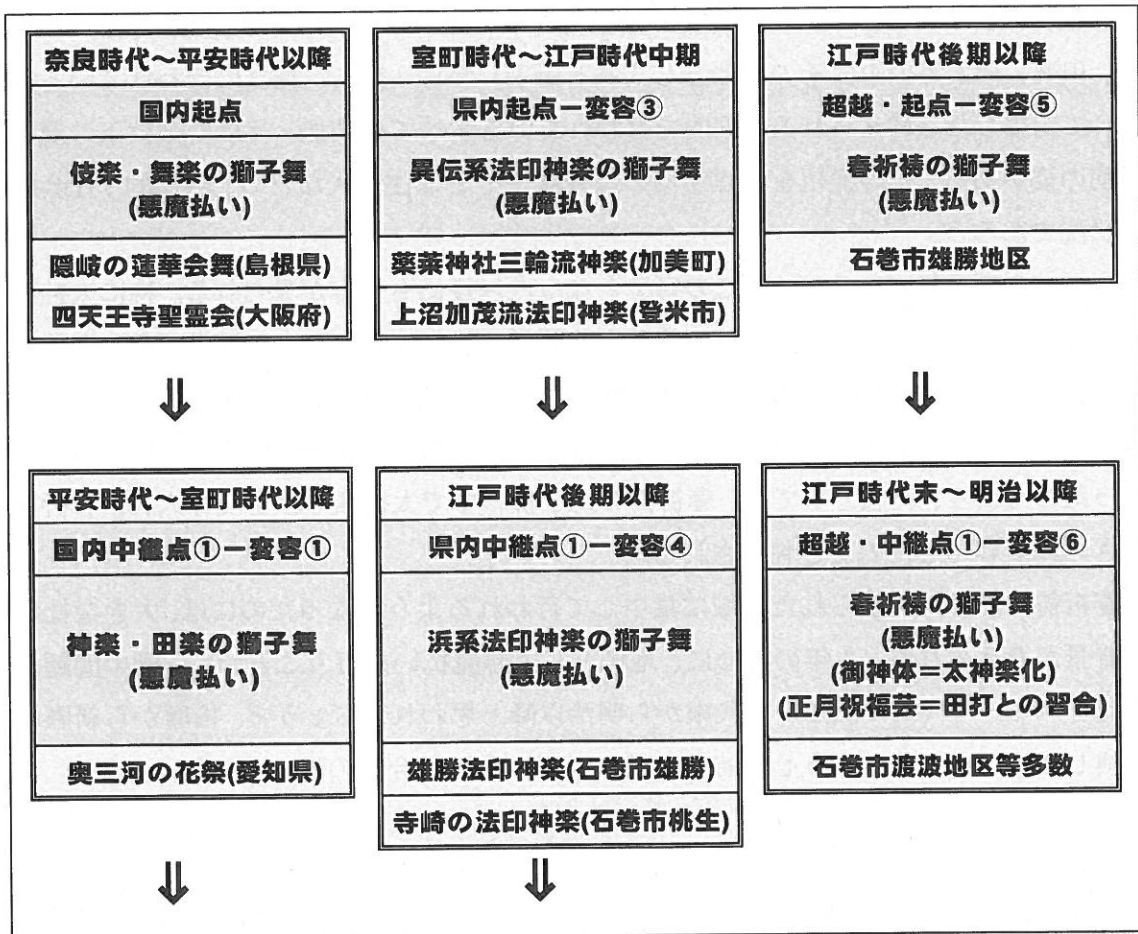 奈良時代～平安時代以降
国内起点
伎楽・舞楽の獅子舞
(悪魔払い)
隠岐の蓮華会舞(島根県)
四天王寺聖霊会(大阪府)
⇓
平安時代～室町時代以降
国内中継点①ー変容①
神楽・田楽の獅子舞
(悪魔払い)
奥三河の花祭(愛知県)
⇓
室町時代～江戸時代中期
県内起点ー変容③
異伝系法印神楽の獅子舞
(悪魔払い)
薬莱神社三輪流神楽(加美町)
上沼加茂流法印神楽(登米市)
⇓
江戸時代後期以降
県内中継点①ー変容④
浜系法印神楽の獅子舞
(悪魔払い)
雄勝法印神楽(石巻市雄勝)
寺崎の法印神楽(石巻市桃生)
⇓
江戸時代後期以降
超越・起点ー変容⑤
春祈祷の獅子舞
(悪魔払い)
石巻市雄勝地区
⇓
江戸時代末～明治以降
超越・中継点①ー変容⑥
春祈祷の獅子舞
(悪魔払い)
(御神体＝太神楽化)
(正月祝福芸＝田打との習合)
石巻市渡波地区等多数